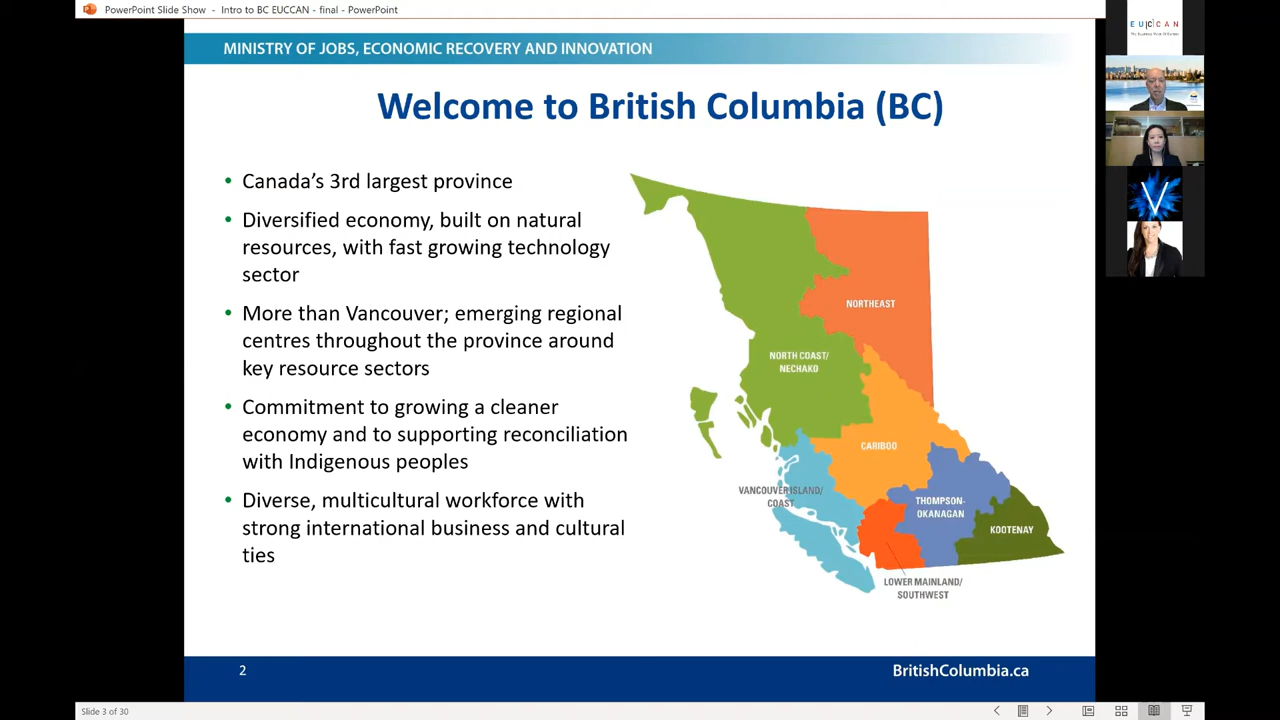 PowerPoint Slide Show - Intro to BC EUCCAN - final - PowerPoint
MINISTRY OF JOBS, ECONOMIC RECOVERY AND INNOVATION
Welcome to British Columbia (BC)
• Canada's 3rd largest province
• Diversified economy, built on natural
resources, with fast growing technology
sector
• More than Vancouver; emerging regional
centres throughout the province around
key resource sectors
• Commitment to growing a cleaner
economy and to supporting reconciliation
with Indigenous peoples
• Diverse, multicultural workforce with
strong international business and cultural
ties
NORTHEAST
NORTH COAST/
NECHAKO
CARIBOO
VANCOUVER ISLAND/
COAST
THOMPSON-
OKANAGAN
KOOTENAY
LOWER MAINLAND/
SOUTHWEST
2
BritishColumbia.ca
Slide 3 of 30
EU|C|CAN
V